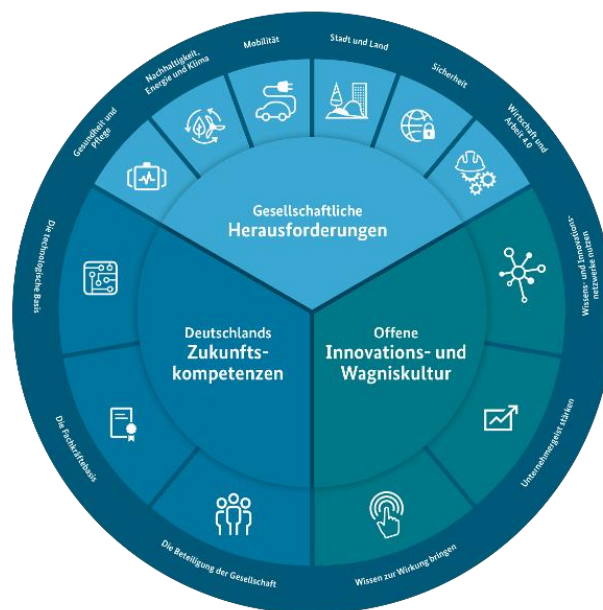 Gesundheit und
Pflege
Nachhaltigkeit,
Energie und Klima
Mobilität
Stadt und Land
Sicherheit
Wirtschaft und
Arbeit 4.0
Gesellschaftliche
Herausforderungen
Die technologische Basis
Die Fachkräftebasis
Die Beteiligung der Gesellschaft
Deutschlands
Zukunfts-
kompetenzen
Offene
Innovations- und
Wagniskultur
Wissens- und Innovations-
netzwerke nutzen
Unternehmergeist stärken
Wissen zur Wirkung bringen